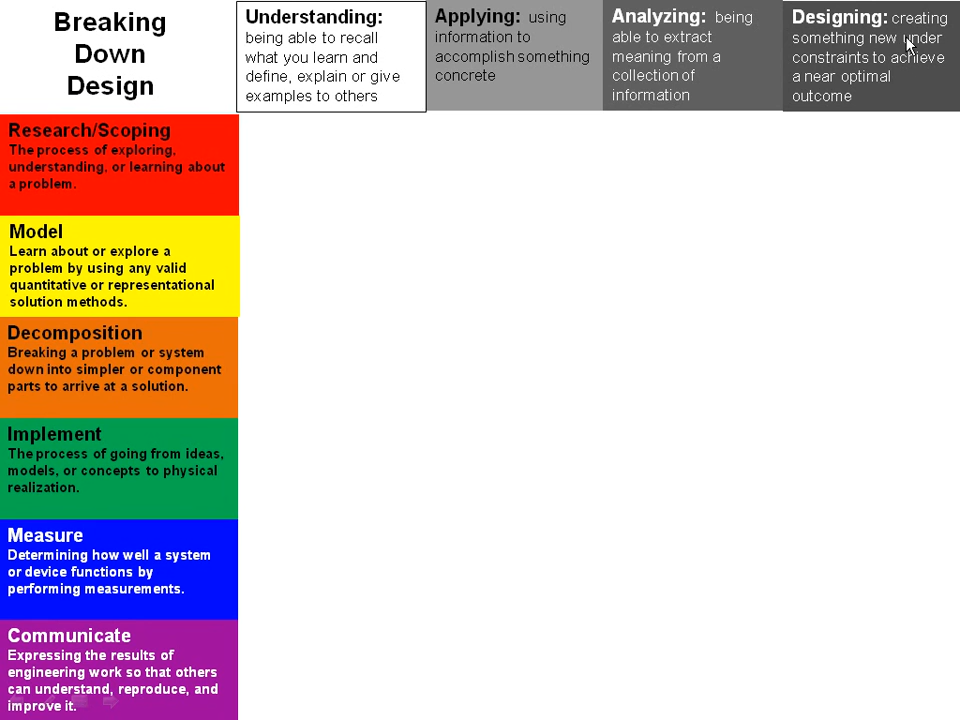 Breaking
Down
Design
Understanding:
being able to recall
what you learn and
define, explain or give
examples to others
Applying: using
information to
accomplish something
concrete
Analyzing: being
able to extract
meaning from a
collection of
information
Designing: creating
something new under
constraints to achieve
a near optimal
outcome
Research/Scoping
The process of exploring,
understanding, or learning about
a problem.
Model
Learn about or explore a
problem by using any valid
quantitative or representational
solution methods.
Decomposition
Breaking a problem or system
down into simpler or component
parts to arrive at a solution.
Implement
The process of going from ideas,
models, or concepts to physical
realization.
Measure
Determining how well a system
or device functions by
performing measurements.
Communicate
Expressing the results of
engineering work so that others
can understand, reproduce, and
improve it.